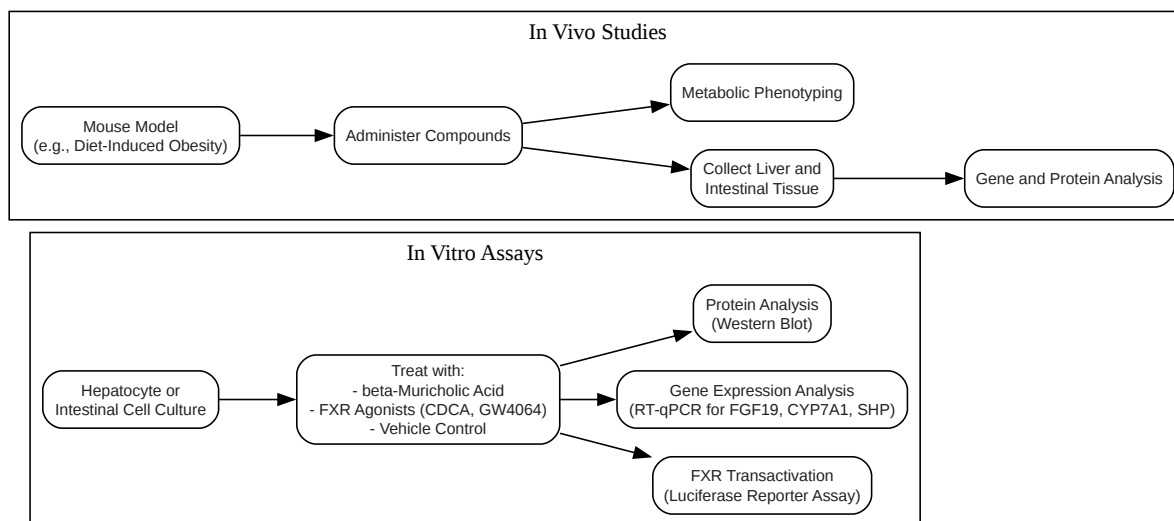 In Vivo Studies
Metabolic Phenotyping
Mouse Model
(e.g., Diet-Induced Obesity)
Administer Compounds
Collect Liver and
Intestinal Tissue
Gene and Protein Analysis
In Vitro Assays
Protein Analysis
(Western Blot)
Hepatocyte or
Intestinal Cell Culture
Treat with:
- beta-Muricholic Acid
- FXR Agonists (CDCA, GW4064)
- Vehicle Control
Gene Expression Analysis
(RT-qPCR for FGF19, CYP7A1, SHP)
FXR Transactivation
(Luciferase Reporter Assay)